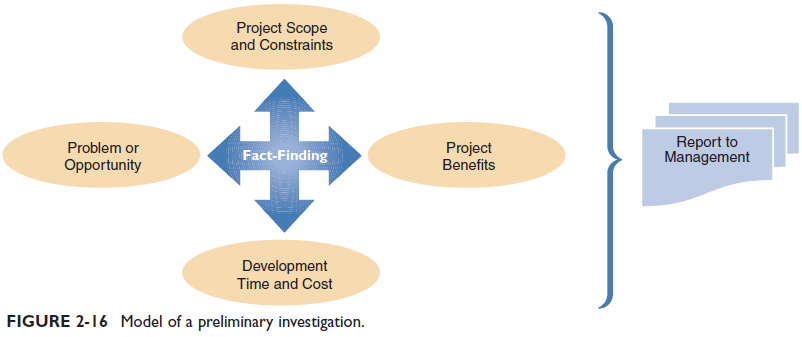 Project Scope
and Constraints
Problem or
Opportunity
Fact-Finding
Project
Benefits
Development
Time and Cost
Report to
Management
FIGURE 2-16 Model of a preliminary investigation.